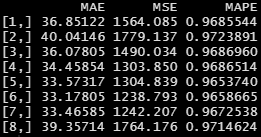 MAE MSE MAPE
[1,] 36.85122 1564.085 0.9685544
[2,] 40.04146 1779.137 0.9723891
[3,] 36.07805 1490.034 0.9686960
[4,] 34.45854 1303.850 0.9686514
[5,] 33.57317 1304.839 0.9653740
[6,] 33.17805 1238.793 0.9658665
[7,] 33.46585 1242.207 0.9672538
[8,] 39.35714 1764.176 0.9714624